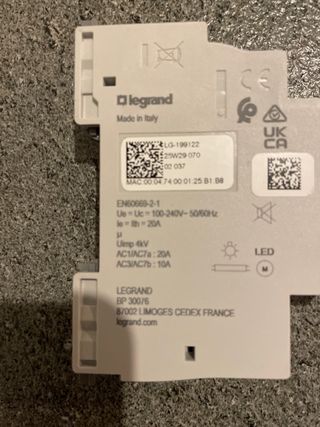 legrand
Made in Italy
LG-199122
25W29 070
02 037
MAC:00:04:74:00:01:25:B1:B8
CE
UK
CA
EN60669-2-1
Ue = Uc = 100-240V~ 50/60Hz
Ie = Ith = 20A
µ
Uimp 4kV
AC1/AC7a : 20A
AC3/AC7b : 10A
LED
M
LEGRAND
BP 30076
87002 LIMOGES CEDEX FRANCE
legrand.com